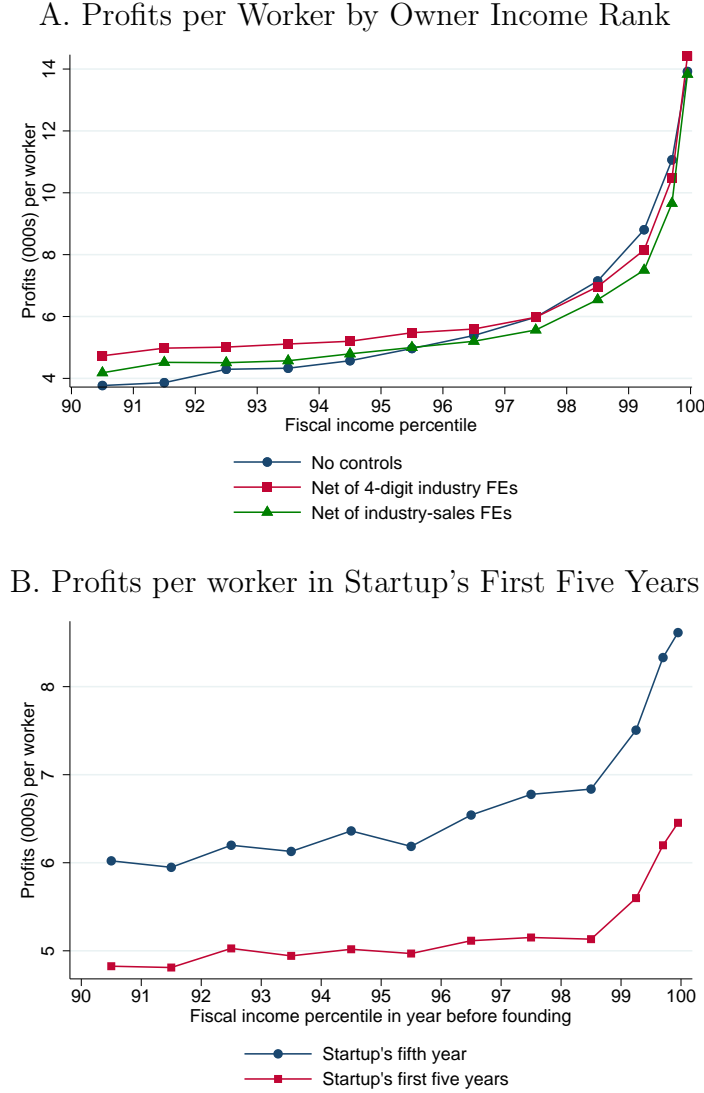 A. Profits per Worker by Owner Income Rank
Profits (000s) per worker
14
12
10
8
6
4
90 91 92 93 94 95 96 97 98 99 100
Fiscal income percentile
No controls
Net of 4-digit industry FEs
Net of industry-sales FEs
B. Profits per worker in Startup's First Five Years
Profits (000s) per worker
8
7
6
5
90 91 92 93 94 95 96 97 98 99 100
Fiscal income percentile in year before founding
Startup's fifth year
Startup's first five years